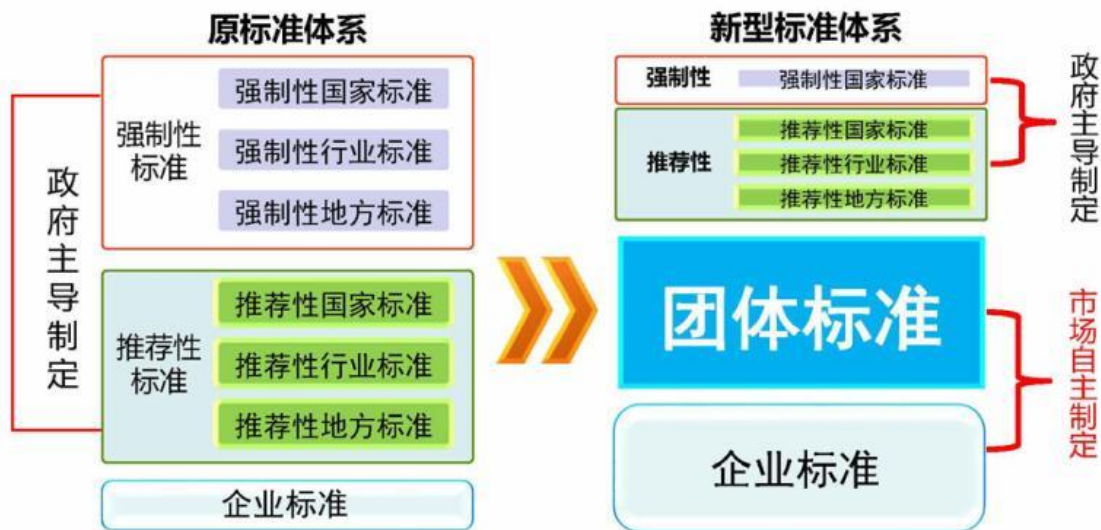 原标准体系
政府主导制定
强制性
标准
强制性国家标准
强制性行业标准
强制性地方标准
推荐性
标准
推荐性国家标准
推荐性行业标准
推荐性地方标准
企业标准
新型标准体系
强制性
强制性国家标准
推荐性
推荐性国家标准
推荐性行业标准
推荐性地方标准
政府主导制定
团体标准
企业标准
市场自主制定